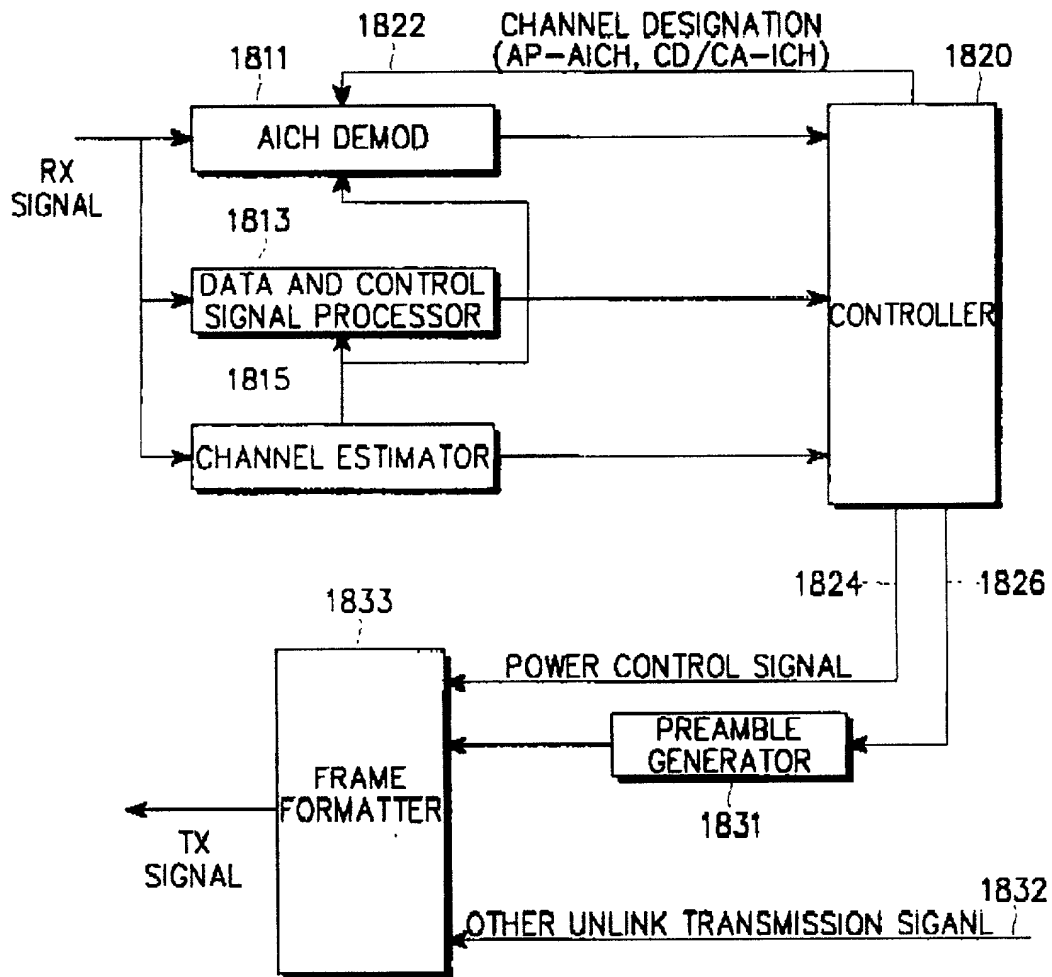 CHANNEL DESIGNATION
(AP-AICH, CD/CA-ICH)
1822
1811
1820
AICH DEMOD
RX
SIGNAL
1813
DATA AND CONTROL
SIGNAL PROCESSOR
CONTROLLER
1815
CHANNEL ESTIMATOR
1824
1826
1833
POWER CONTROL SIGNAL
PREAMBLE
GENERATOR
1831
FRAME
FORMATTER
TX
SIGNAL
1832
OTHER UNLINK TRANSMISSION SIGANL